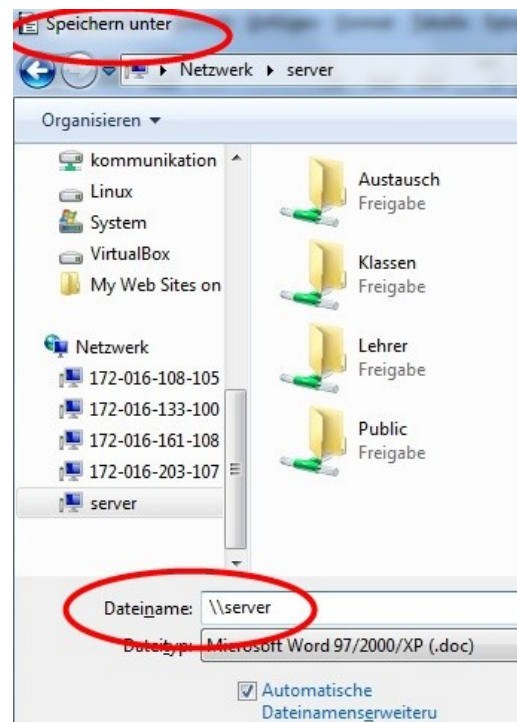 Speichern unter
Netzwerk server
Organisieren
kommunikation
Linux
System
VirtualBox
My Web Sites on
Netzwerk
172-016-108-105
172-016-133-100
172-016-161-108
172-016-203-107
server
Austausch
Freigabe
Klassen
Freigabe
Lehrer
Freigabe
Public
Freigabe
Dateiname: \\server
Dateityp: Microsoft Word 97/2000/XP (.doc)
Automatische
Dateinamenserweiteru